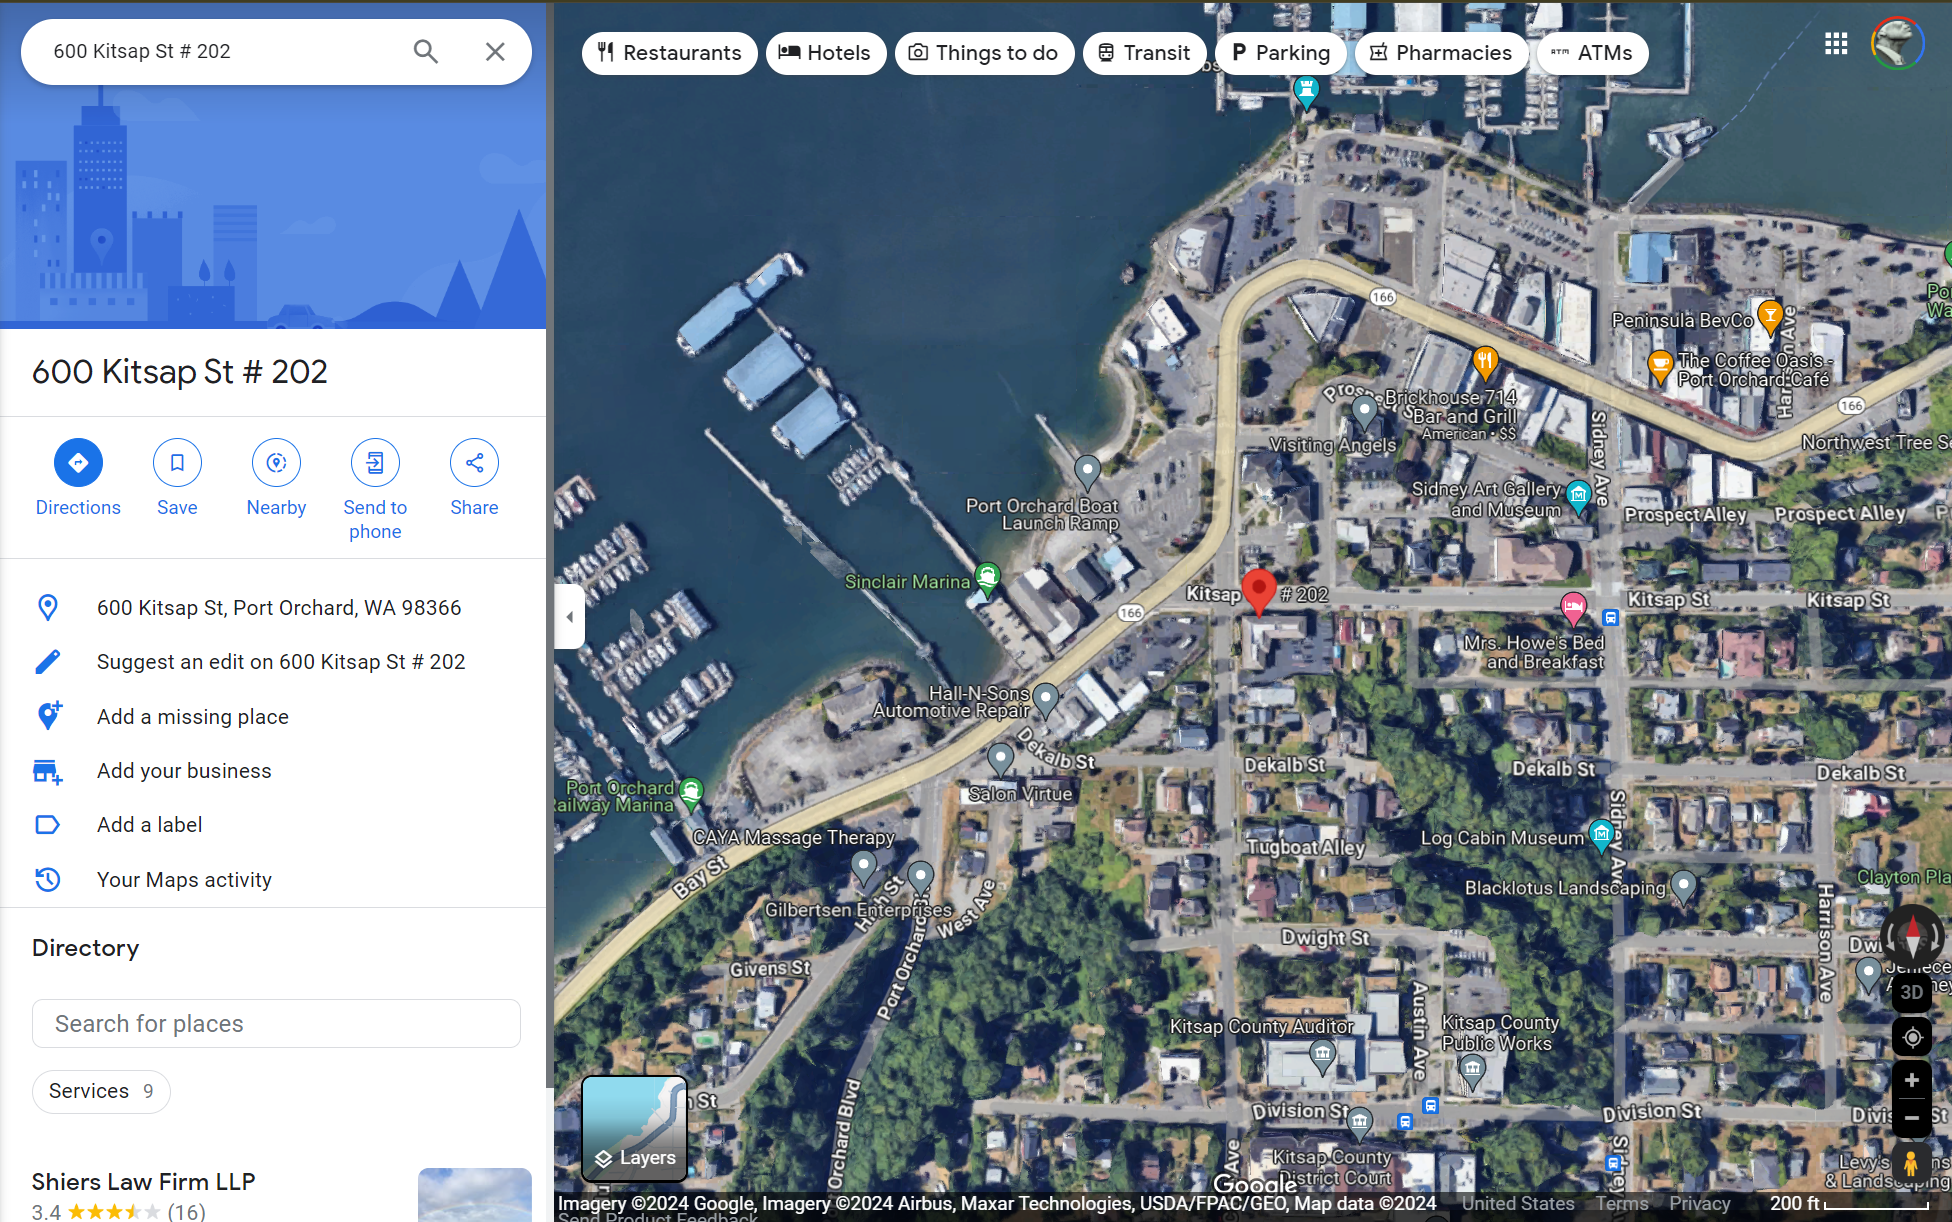 600 Kitsap St # 202
Restaurants
Hotels
Things to do
Transit
Parking
Pharmacies
ATMs
600 Kitsap St # 202
Directions
Save
Nearby
Send to
phone
Share
600 Kitsap St, Port Orchard, WA 98366
Suggest an edit on 600 Kitsap St # 202
Add a missing place
Add your business
Add a label
Your Maps activity
Directory
Search for places
Services 9
Shiers Law Firm LLP
3.4 (16)
166
Peninsula BevCo
Harrison Ave
The Coffee Oasis -
Port Orchard Café
166
Northwest Tree
Brickhouse 714
Bar and Grill
American • $$
Visiting Angels
Sidney Ave
Sidney Art Gallery
and Museum
Prospect Alley
Prospect Alley
Port Orchard Boat
Launch Ramp
Sinclair Marina
166
Kitsap
# 202
Kitsap St
Kitsap St
Mrs. Howe's Bed
and Breakfast
Hall-N-Sons
Automotive Repair
Dekalb St
Dekalb St
Dekalb St
Dekalb St
Salon Virtue
Port Orchard
Railway Marina
CAYA Massage Therapy
Bay St
Gilbertsen Enterprises
West Ave
Port Orchard
Givens St
Tugboat Alley
Log Cabin Museum
Sidney Ave
Blacklotus Landscaping
Clayton Pla
Harrison Ave
Dwight St
3D
Kitsap County Auditor
Austin Ave
Kitsap County
Public Works
Division St
Division St
Orchard Blvd
Kitsap County
District Court
Ave
& Landscaping
Layers
Google
Imagery ©2024 Google, Imagery ©2024 Airbus, Maxar Technologies, USDA/FPAC/GEO, Map data ©2024
United States
Terms
Privacy
200 ft
Send Product Feedback